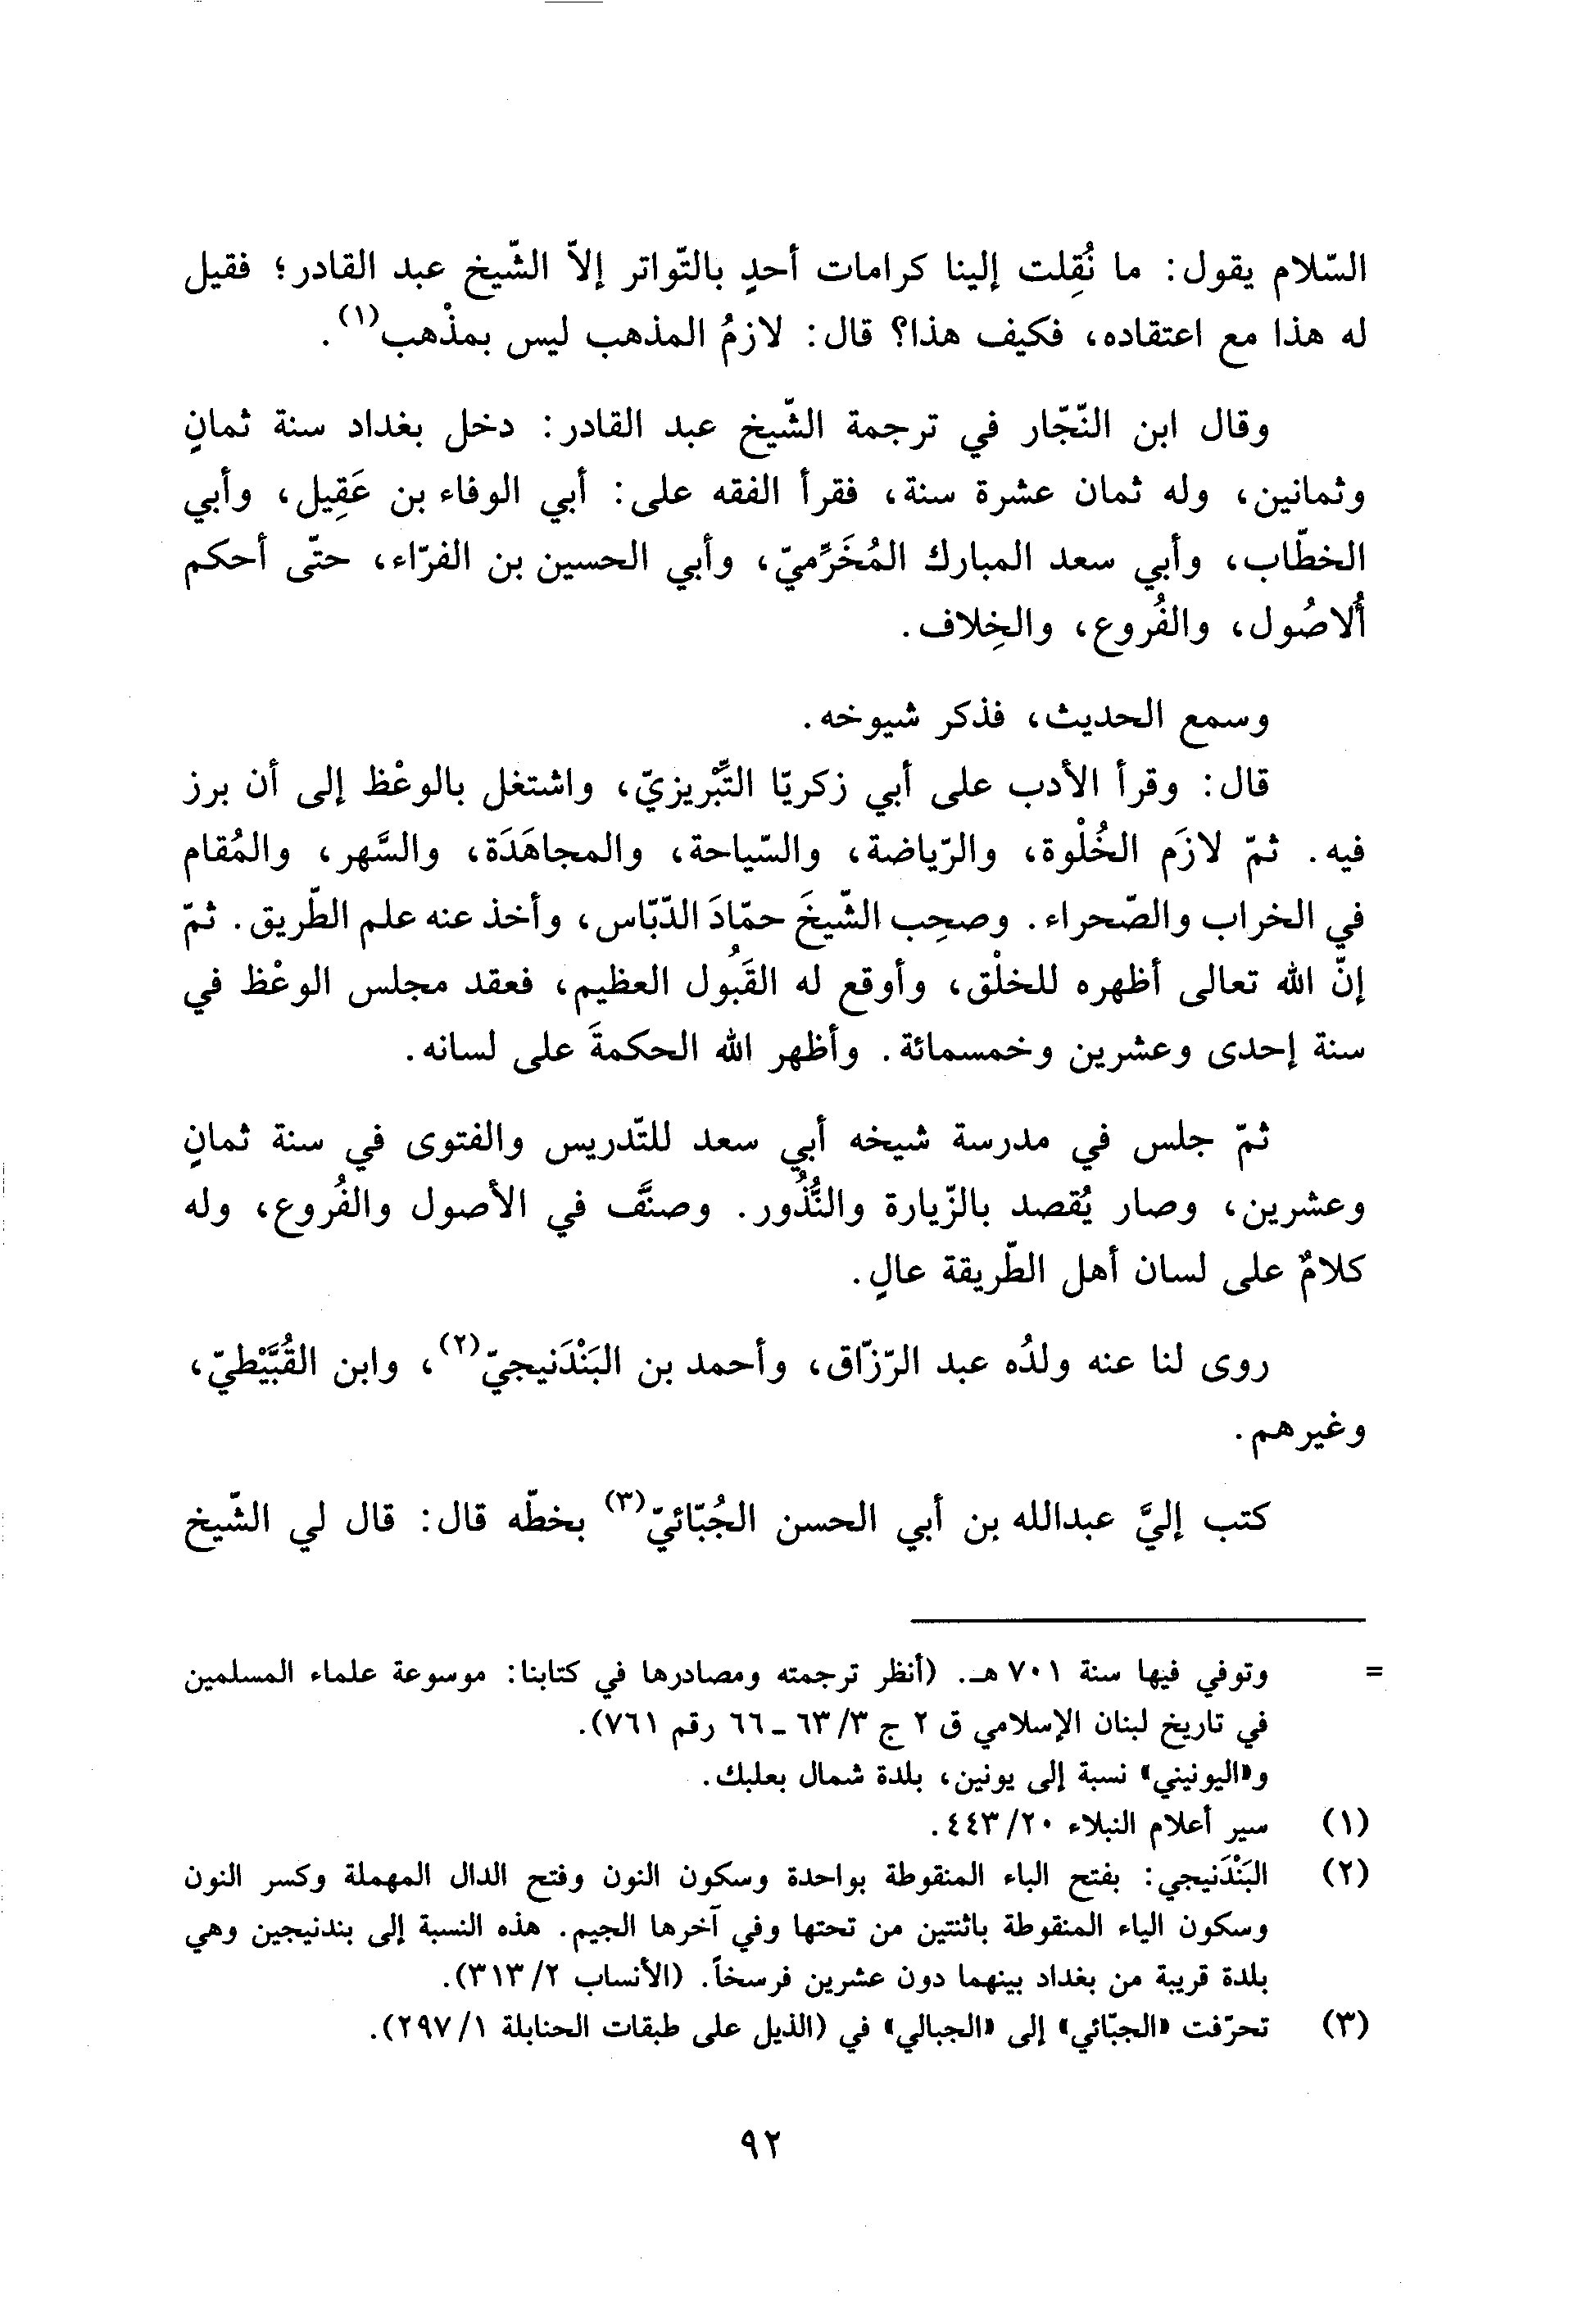 السّلام يقول: ما نُقِلت إلينا كرامات أحدٍ بالتّواتر إلاّ الشّيخ عبد القادر؛ فقيل
له هذا مع اعتقاده، فكيف هذا؟ قال: لازمُ المذهب ليس بمذْهب(١).
وقال ابن النّجّار في ترجمة الشّيخ عبد القادر: دخل بغداد سنة ثمانٍ
وثمانين، وله ثمان عشرة سنة، فقرأ الفقه على: أبي الوفاء بن عَقِيل، وأبي
الخطّاب، وأبي سعد المبارك المُخَرِّميّ، وأبي الحسين بن الفرّاء، حتّى أحكم
اُلاصُول، والفُروع، والخِلاف.
وسمع الحديث، فذكر شيوخه.
قال: وقرأ الأدب على أبي زكريّا التِّبْريزيّ، واشتغل بالوعْظ إلى أن برز
فيه. ثمّ لازَم الخُلْوة، والرّياضة، والسّياحة، والمجاهَدَة، والسَّهر، والمُقام
في الخراب والصّحراء. وصحِب الشّيخَ حمّادَ الدّبّاس، وأخذ عنه علم الطّريق. ثمّ
إنّ الله تعالى أظهره للخلْق، وأوقع له القَبُول العظيم، فعقد مجلس الوعْظ في
سنة إحدى وعشرين وخمسمائة. وأظهر الله الحكمةَ على لسانه.
ثمّ جلس في مدرسة شيخه أبي سعد للتّدريس والفتوى في سنة ثمانٍ
وعشرين، وصار يُقصد بالزّيارة والنُّذُور. وصنَّف في الأصول والفُروع، وله
كلامٌ على لسان أهل الطّريقة عالٍ.
روى لنا عنه ولدُه عبد الرّزّاق، وأحمد بن البَنْدَنيجيّ(٢)، وابن القُبَّيْطيّ،
وغيرهم.
كتب إليَّ عبدالله بن أبي الحسن الجُبّائيّ(٣) بخطّه قال: قال لي الشّيخ
= وتوفي فيها سنة ٧٠١ هـ. (أنظر ترجمته ومصادرها في كتابنا: موسوعة علماء المسلمين
في تاريخ لبنان الإسلامي ق ٢ ج ٣/ ٦٣ ـ ٦٦ رقم ٧٦١).
و«اليونيني» نسبة إلى يونين، بلدة شمال بعلبك.
(١) سير أعلام النبلاء ٢٠/ ٤٤٣.
(٢) البَنْدَنيجي: بفتح الباء المنقوطة بواحدة وسكون النون وفتح الدال المهملة وكسر النون
وسكون الياء المنقوطة باثنتين من تحتها وفي آخرها الجيم. هذه النسبة إلى بندنيجين وهي
بلدة قريبة من بغداد بينهما دون عشرين فرسخاً. (الأنساب ٢/ ٣١٣).
(٣) تحرّفت «الجبّائي» إلى «الجبالي» في (الذيل على طبقات الحنابلة ١/ ٢٩٧).
٩٢